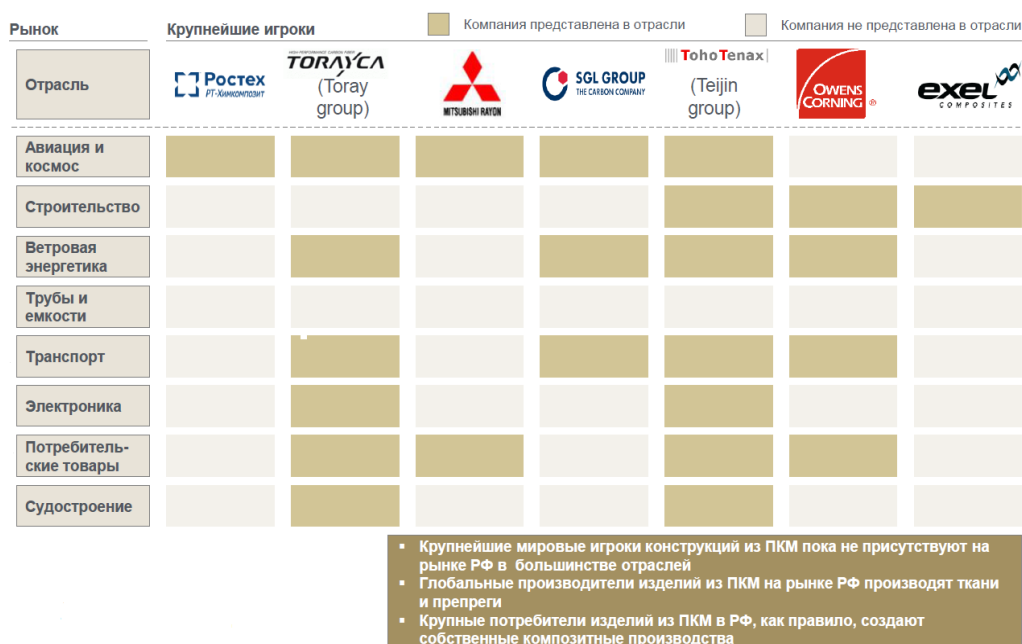 Рынок
Крупнейшие игроки
Компания представлена в отрасли
Компания не представлена в отрасли
Отрасль
Ростех
РТ-Химкомпозит
HIGH PERFORMANCE CARBON FIBER
TORAYCA
(Toray
group)
MITSUBISHI RAYON
SGL GROUP
THE CARBON COMPANY
TohoTenax
(Teijin
group)
OWENS
CORNING ®
exel
COMPOSITES
Авиация и
космос
Строительство
Ветровая
энергетика
Трубы и
емкости
Транспорт
Электроника
Потребитель-
ские товары
Судостроение
▪ Крупнейшие мировые игроки конструкций из ПКМ пока не присутствуют на
рынке РФ в большинстве отраслей
▪ Глобальные производители изделий из ПКМ на рынке РФ производят ткани
и препреги
▪ Крупные потребители изделий из ПКМ в РФ, как правило, создают
собственные композитные производства